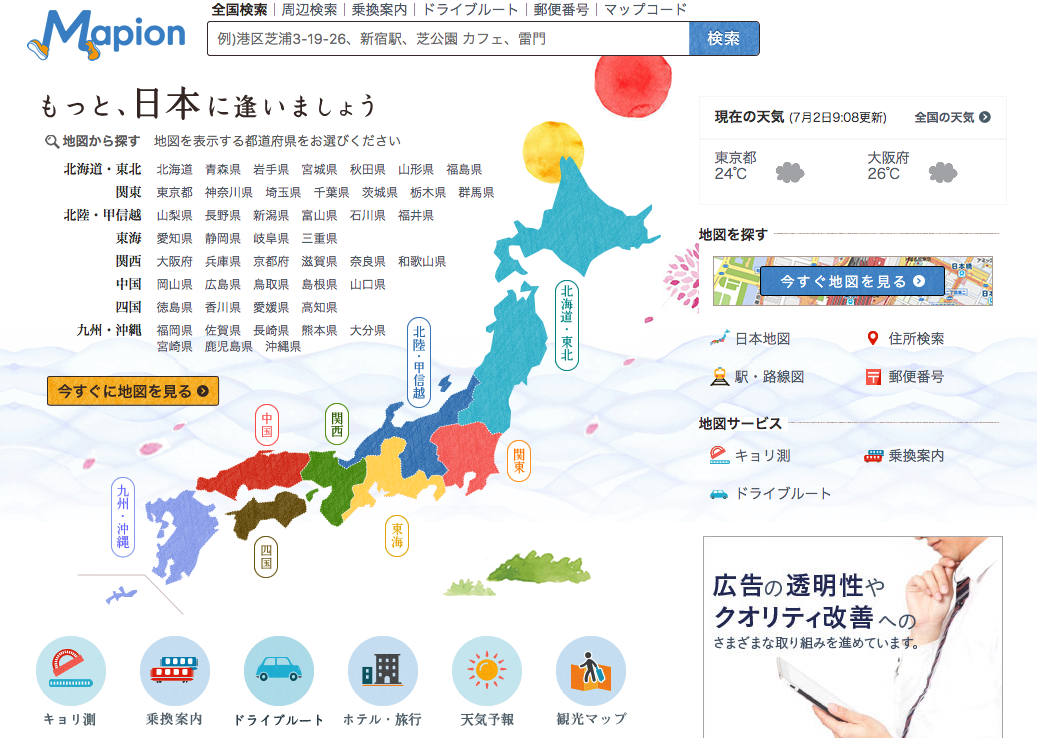 Mapion
全国検索｜周辺検索｜乗換案内｜ドライブルート｜郵便番号｜マップコード
例)港区芝浦3-19-26、新宿駅、芝公園 カフェ、雷門
検索
もっと、日本に逢いましょう
地図から探す 地図を表示する都道府県をお選びください
北海道・東北 北海道 青森県 岩手県 宮城県 秋田県 山形県 福島県
関東 東京都 神奈川県 埼玉県 千葉県 茨城県 栃木県 群馬県
北陸・甲信越 山梨県 長野県 新潟県 富山県 石川県 福井県
東海 愛知県 静岡県 岐阜県 三重県
関西 大阪府 兵庫県 京都府 滋賀県 奈良県 和歌山県
中国 岡山県 広島県 鳥取県 島根県 山口県
四国 徳島県 香川県 愛媛県 高知県
九州・沖縄 福岡県 佐賀県 長崎県 熊本県 大分県
宮崎県 鹿児島県 沖縄県
今すぐに地図を見る
北海道・東北
北陸・甲信越
関西
中国
関東
九州・沖縄
東海
四国
キョリ測
乗換案内
ドライブルート
ホテル・旅行
天気予報
観光マップ
現在の天気 (7月2日9:08更新) 全国の天気
東京都
24℃
大阪府
26℃
地図を探す
今すぐ地図を見る
日本橋
日本地図
住所検索
駅・路線図
郵便番号
地図サービス
キョリ測
乗換案内
ドライブルート
広告の透明性や
クオリティ改善への
さまざまな取り組みを進めています。